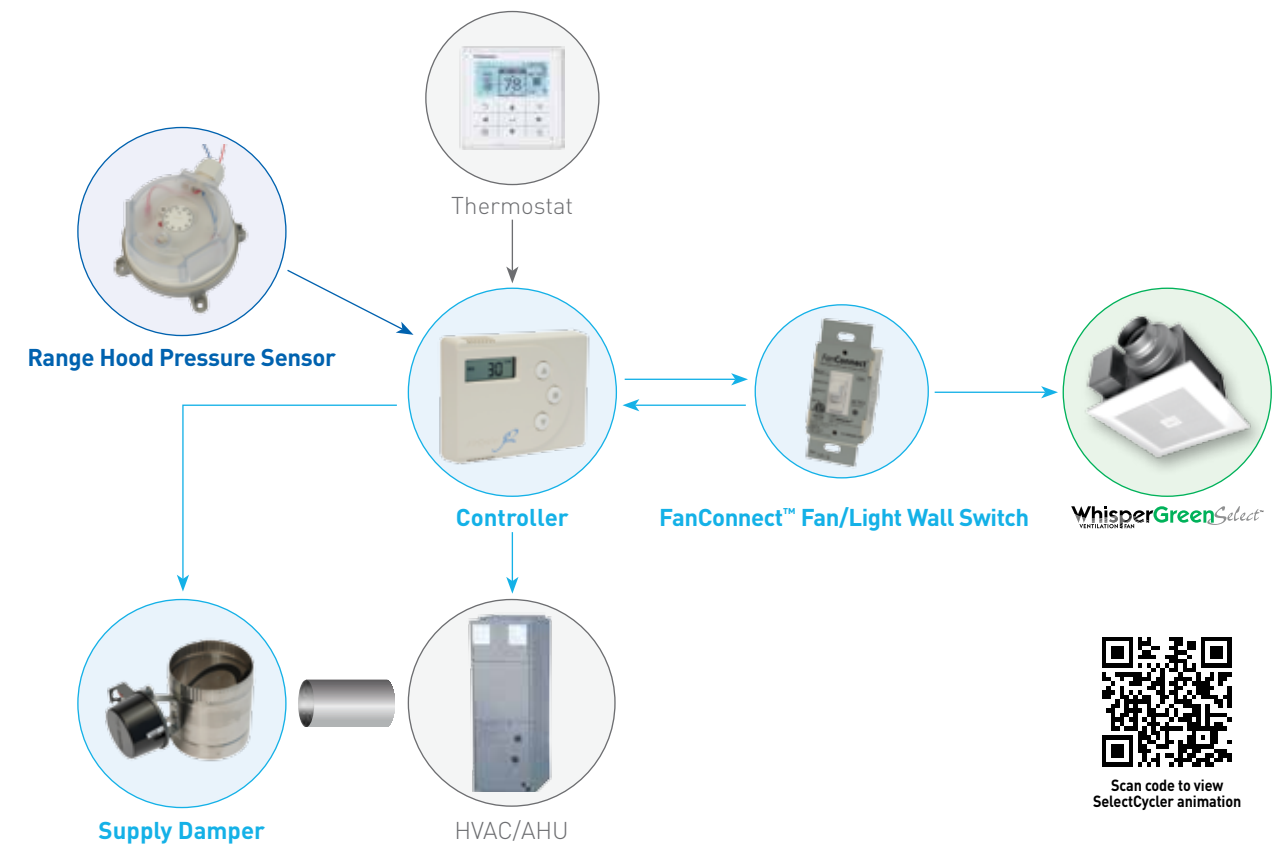 78
Thermostat
Range Hood Pressure Sensor
30
FanConnect
Controller
FanConnect™ Fan/Light Wall Switch
WhisperGreenSelect™
VENTILATION FAN
Supply Damper
HVAC/AHU
Scan code to view
SelectCycler animation